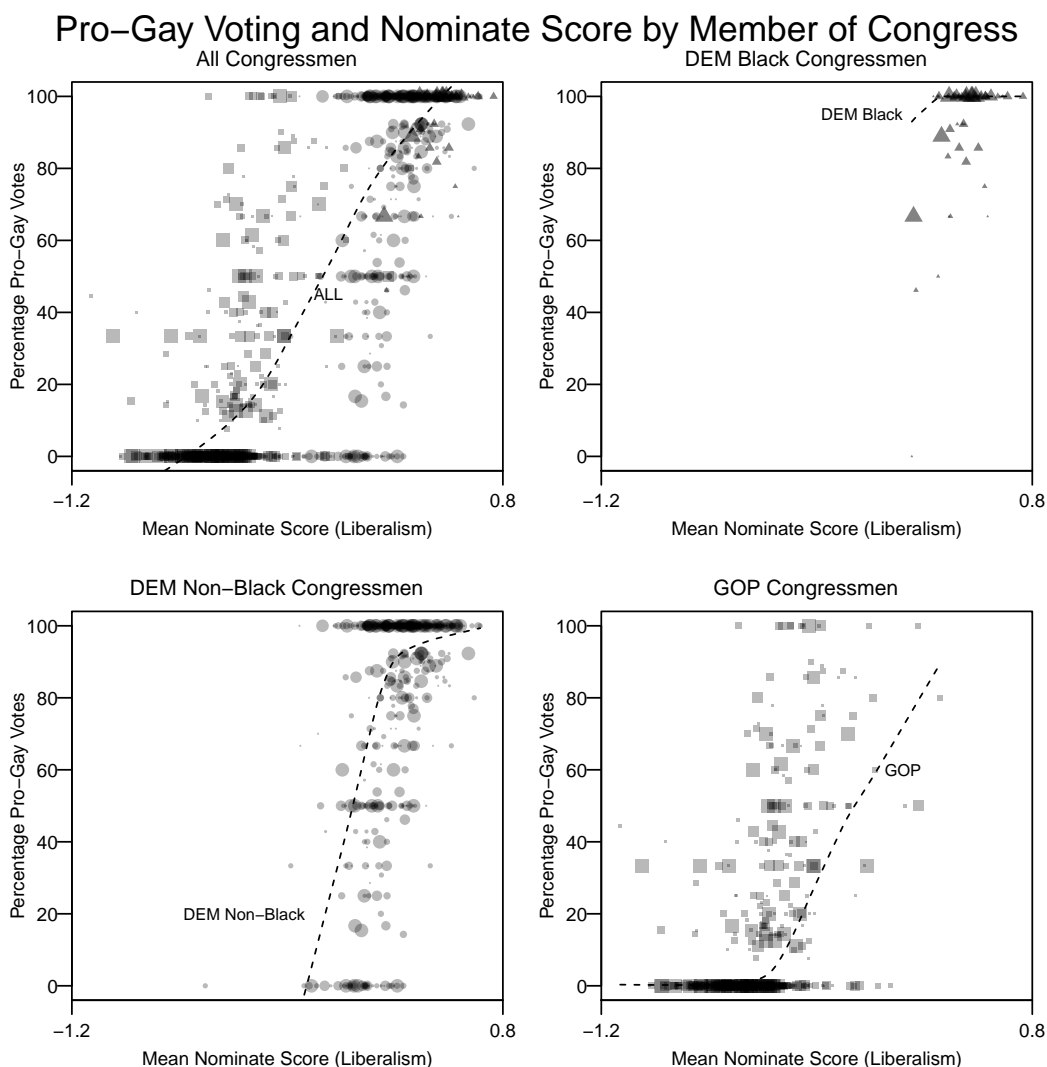 Pro−Gay Voting and Nominate Score by Member of Congress
All Congressmen
Percentage Pro−Gay Votes
100
80
60
40
20
0
ALL
−1.2
0.8
Mean Nominate Score (Liberalism)
DEM Black Congressmen
Percentage Pro−Gay Votes
100
80
60
40
20
0
DEM Black
−1.2
0.8
Mean Nominate Score (Liberalism)
DEM Non−Black Congressmen
Percentage Pro−Gay Votes
100
80
60
40
20
0
DEM Non−Black
−1.2
0.8
Mean Nominate Score (Liberalism)
GOP Congressmen
Percentage Pro−Gay Votes
100
80
60
40
20
0
GOP
−1.2
0.8
Mean Nominate Score (Liberalism)